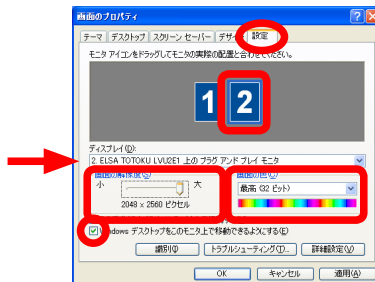 画面のプロパティ
テーマ デスクトップ スクリーン セーバー デザイン 設定
モニタ アイコンをドラッグしてモニタの実際の配置と合わせてください。
1 2
ディスプレイ(D):
2. ELSA TOTOKU LVU2E1 上の プラグ アンド プレイ モニタ
画面の解像度(S) 画面の色(C)
小 大
最高 (32 ビット)
2048 x 2560 ピクセル
Windows デスクトップをこのモニタ上で移動できるようにする(E)
識別(I) トラブルシューティング(T)... 詳細設定(V)
OK キャンセル 適用(A)